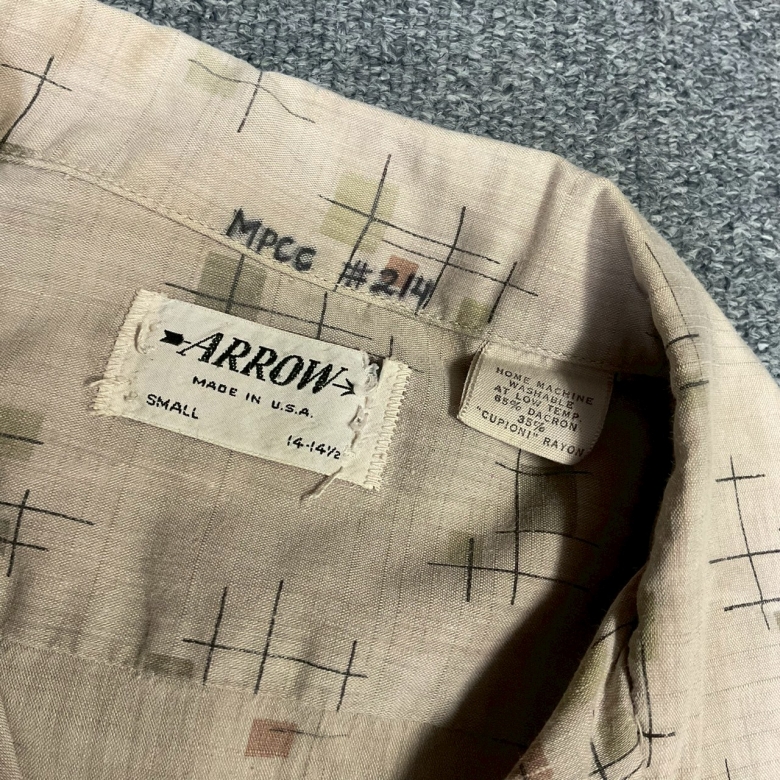 MPCG #214
ARROW
MADE IN U.S.A.
SMALL
14-14½
HOME MACHINE
WASHABLE
AT LOW TEMP.
65% DACRON
35%
"CUPIONI" RAYON